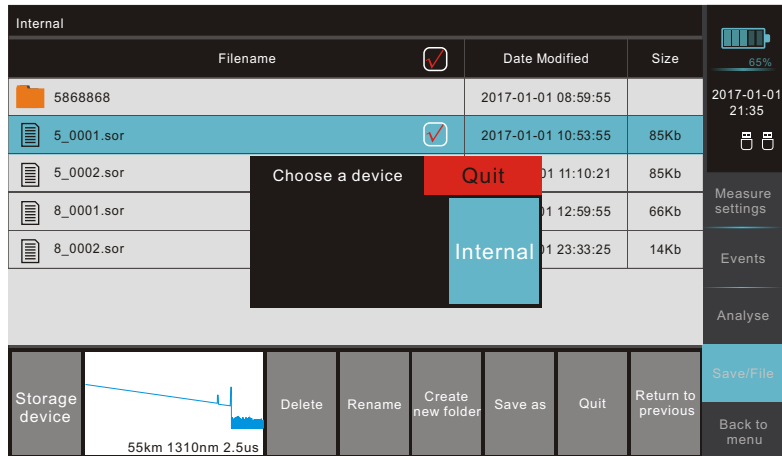 Internal
Filename
Date Modified
Size
5868868
2017-01-01 08:59:55
5_0001.sor
2017-01-01 10:53:55
85Kb
5_0002.sor
01 11:10:21
85Kb
8_0001.sor
01 12:59:55
66Kb
8_0002.sor
01 23:33:25
14Kb
Choose a device
Quit
Internal
65%
2017-01-01
21:35
Measure
settings
Events
Analyse
Save/File
Back to
menu
Storage
device
55km 1310nm 2.5us
Delete
Rename
Create
new folder
Save as
Quit
Return to
previous